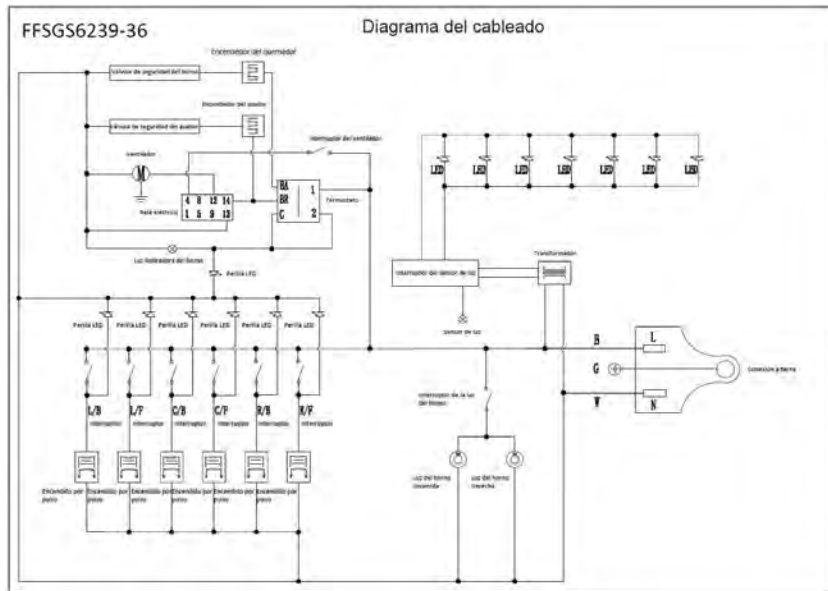 FFSGS6239-36
Diagrama del cableado
Encendedor del quemador
Válvula de seguridad del horno
Encendedor del asador
Válvula de seguridad del asador
Interruptor del ventilador
Ventilador
M
4 8 12 14
1 5 9 13
Relé eléctrico
BA
BR
C
1
2
Termostato
Luz indicadora del horno
Perilla LED
LED LED LED LED LED LED LED
Interruptor del sensor de luz
Transformador
Sensor de luz
Perilla LED Perilla LED Perilla LED Perilla LED Perilla LED Perilla LED
B
L
G
Conexión a tierra
W
N
Interruptor de la luz
del horno
L/B L/F C/B C/F R/B R/F
Interruptor Interruptor Interruptor Interruptor Interruptor Interruptor
Luz del horno
izquierda
Luz del horno
derecha
Encendido por Encendido por Encendido por Encendido por Encendido por Encendido por
pulso pulso pulso pulso pulso pulso